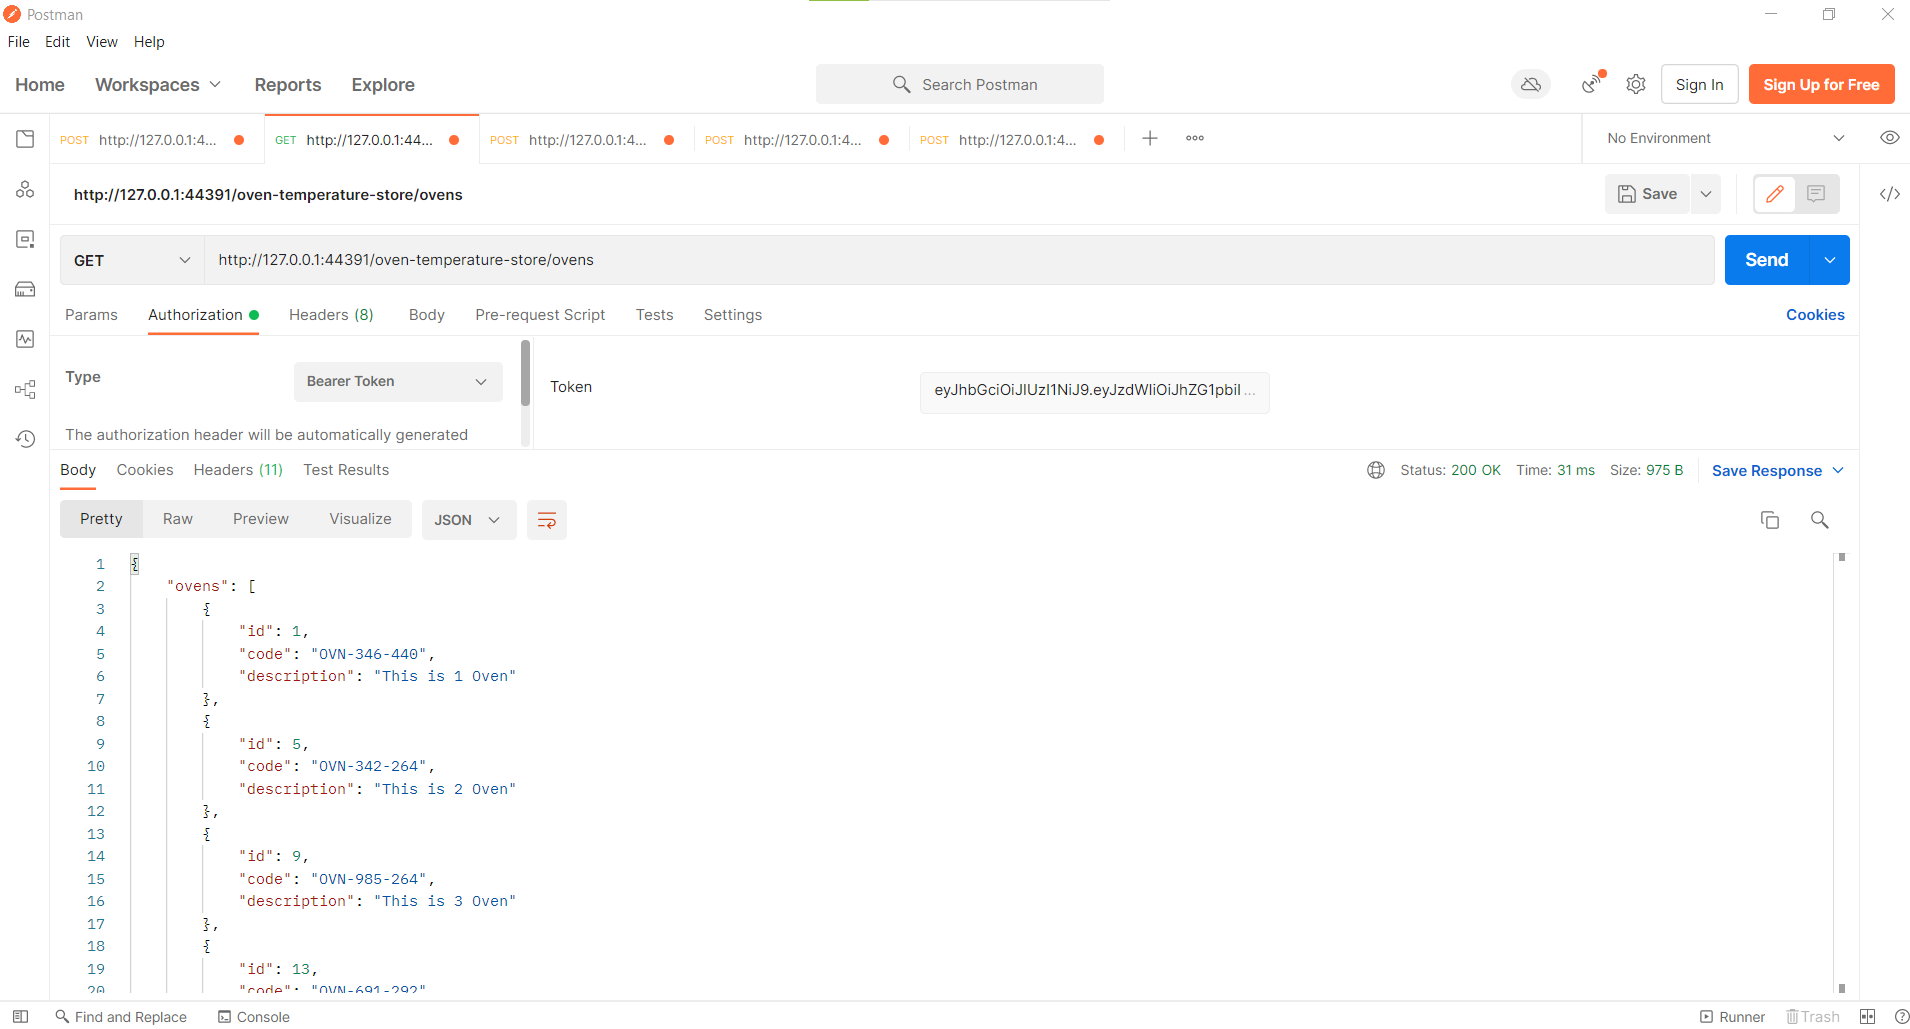 Postman
File Edit View Help
Home Workspaces Reports Explore Search Postman Sign In Sign Up for Free
POST http://127.0.0.1:4... GET http://127.0.0.1:44... POST http://127.0.0.1:4... POST http://127.0.0.1:4... POST http://127.0.0.1:4... No Environment
http://127.0.0.1:44391/oven-temperature-store/ovens Save
GET http://127.0.0.1:44391/oven-temperature-store/ovens Send
Params Authorization Headers (8) Body Pre-request Script Tests Settings Cookies
Type Bearer Token Token eyJhbGciOiJIUzI1NiJ9.eyJzdWIiOiJhZG1pbiI ...
The authorization header will be automatically generated
Body Cookies Headers (11) Test Results Status: 200 OK Time: 31 ms Size: 975 B Save Response
Pretty Raw Preview Visualize JSON
1 {
2 "ovens": [
3 {
4 "id": 1,
5 "code": "OVN-346-440",
6 "description": "This is 1 Oven"
7 },
8 {
9 "id": 5,
10 "code": "OVN-342-264",
11 "description": "This is 2 Oven"
12 },
13 {
14 "id": 9,
15 "code": "OVN-985-264",
16 "description": "This is 3 Oven"
17 },
18 {
19 "id": 13,
20 "code": "OVN-691-292"
Find and Replace Console Runner Trash